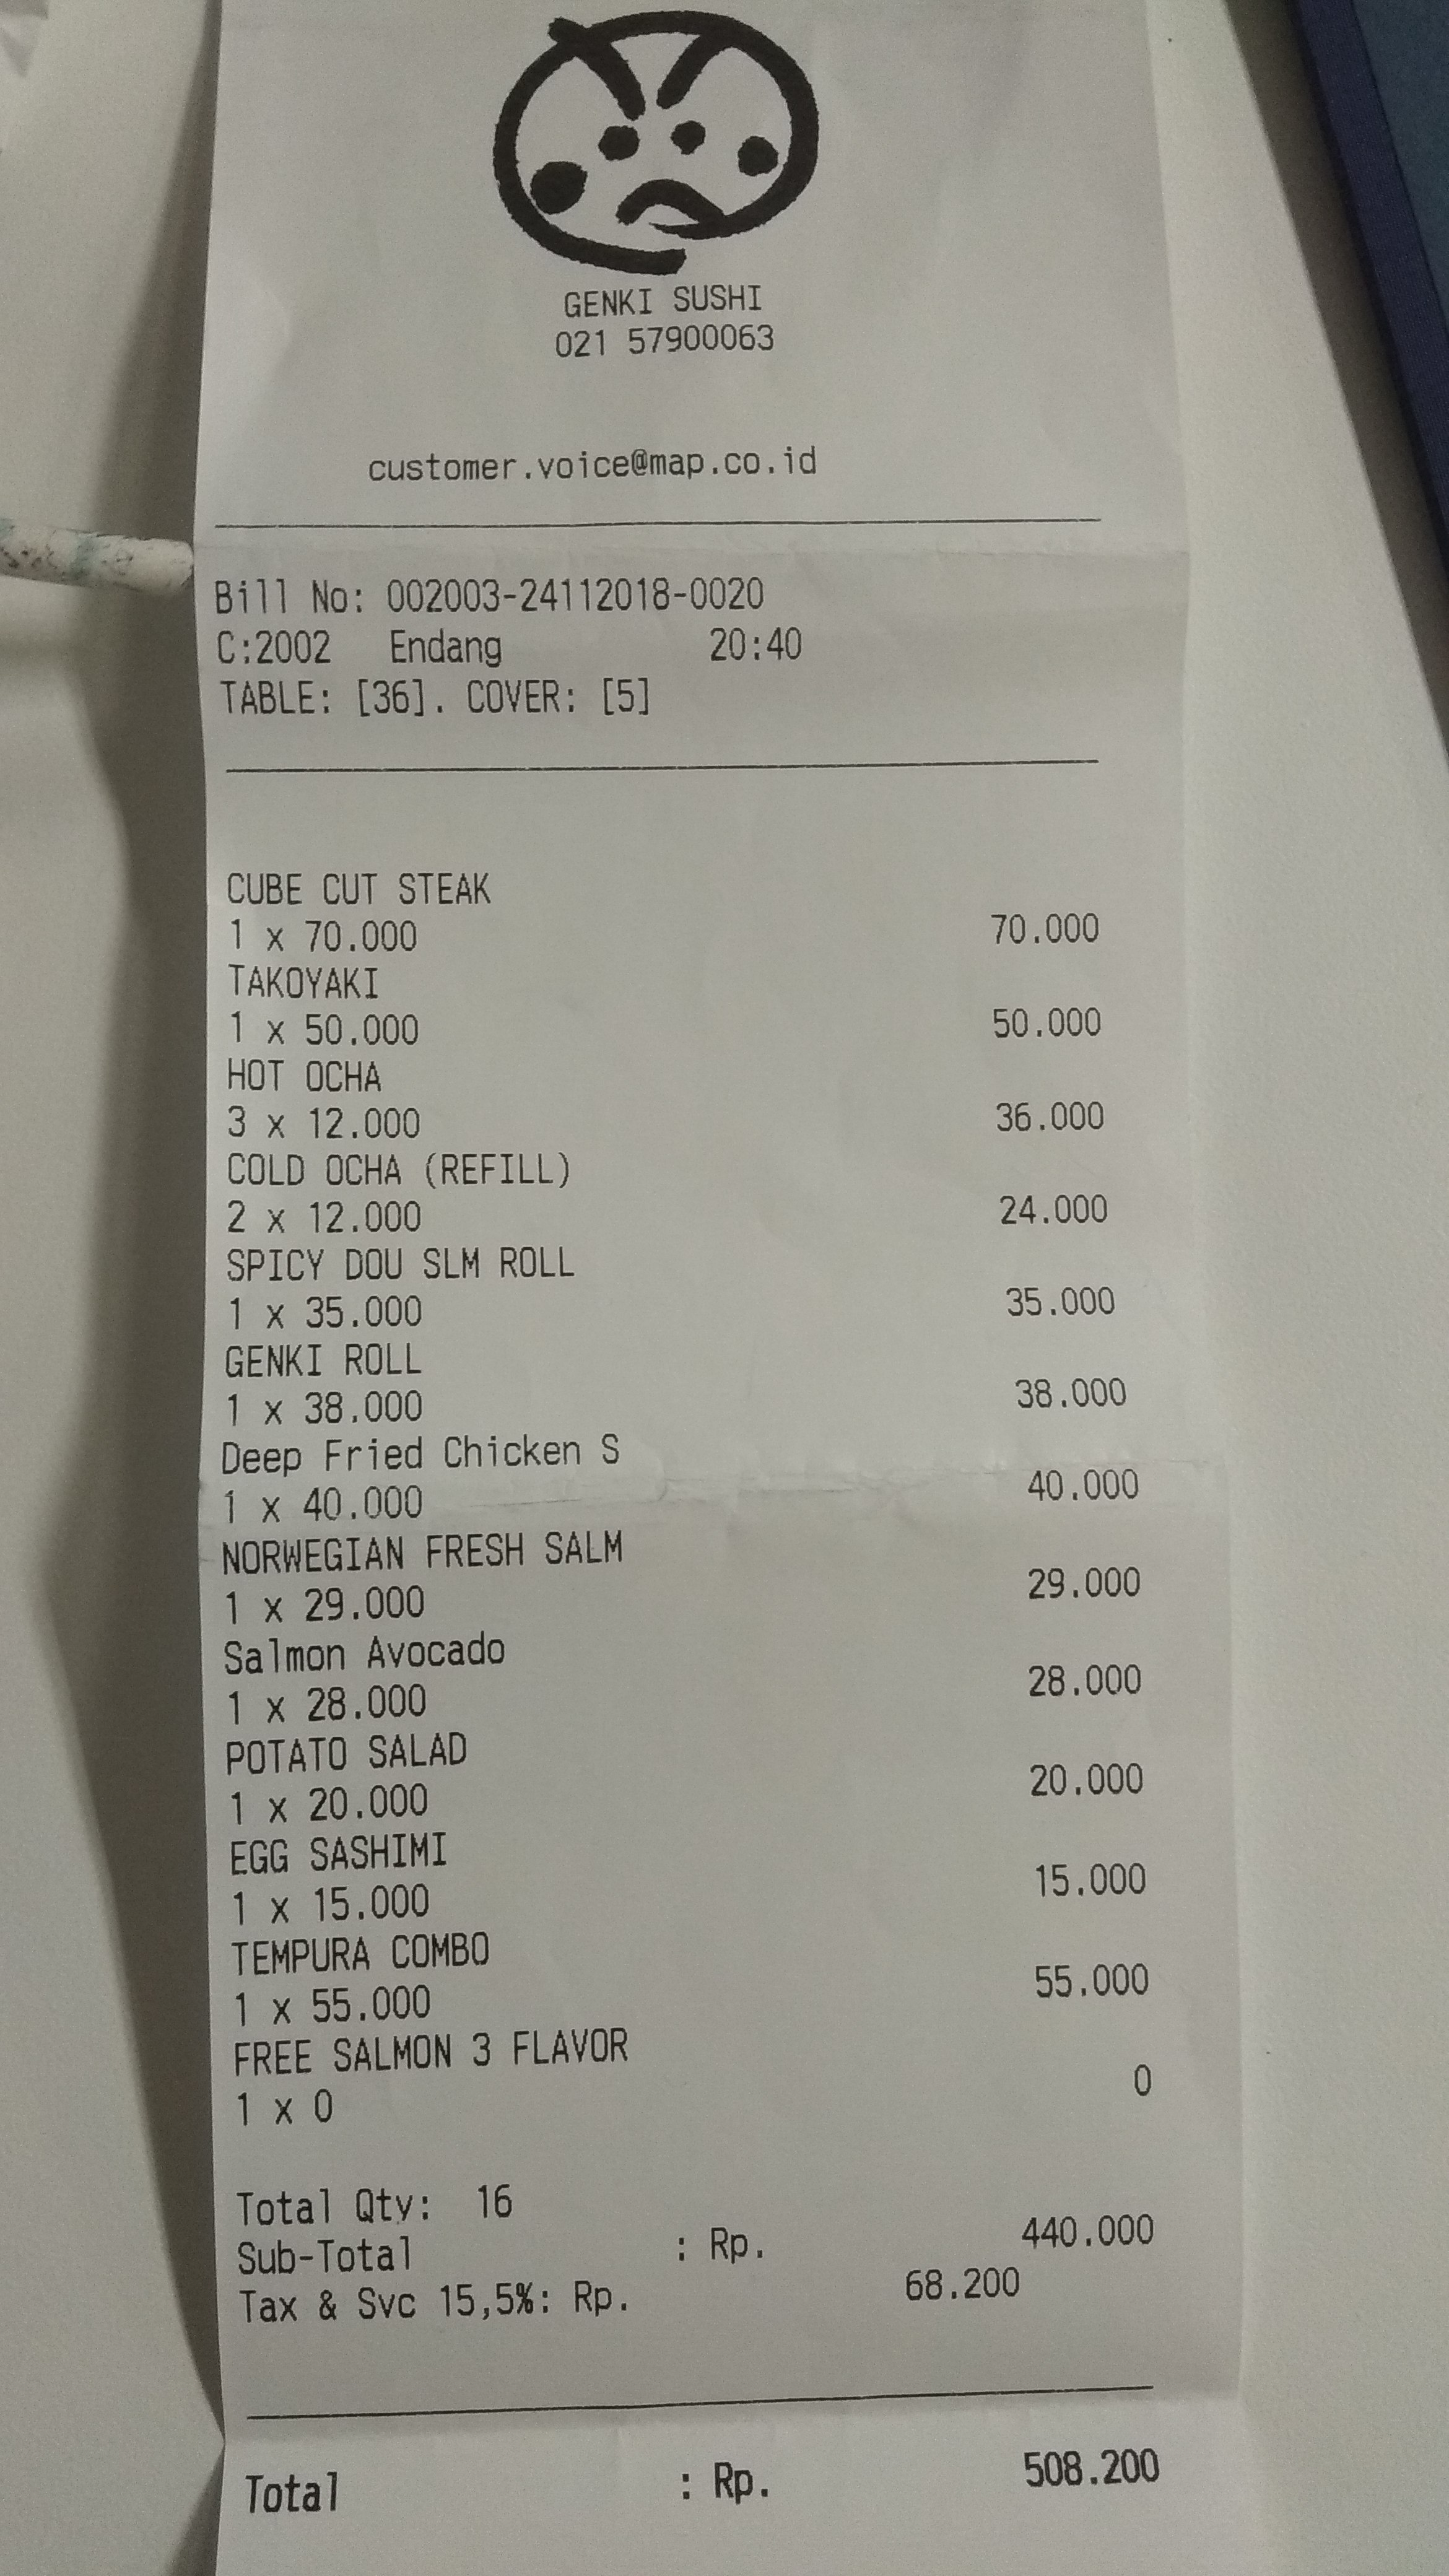 GENKI SUSHI
021 57900063
customer.voice@map.co.id
Bill No: 002003-24112018-0020
C:2002 Endang 20:40
TABLE: [36]. COVER: [5]
CUBE CUT STEAK
1 x 70.000 70.000
TAKOYAKI
1 x 50.000 50.000
HOT OCHA
3 x 12.000 36.000
COLD OCHA (REFILL)
2 x 12.000 24.000
SPICY DOU SLM ROLL
1 x 35.000 35.000
GENKI ROLL
1 x 38.000 38.000
Deep Fried Chicken S
1 x 40.000 40.000
NORWEGIAN FRESH SALM
1 x 29.000 29.000
Salmon Avocado
1 x 28.000 28.000
POTATO SALAD
1 x 20.000 20.000
EGG SASHIMI
1 x 15.000 15.000
TEMPURA COMBO
1 x 55.000 55.000
FREE SALMON 3 FLAVOR
1 x 0 0
Total Qty: 16
Sub-Total : Rp. 440.000
Tax & Svc 15,5%: Rp. 68.200
Total : Rp. 508.200